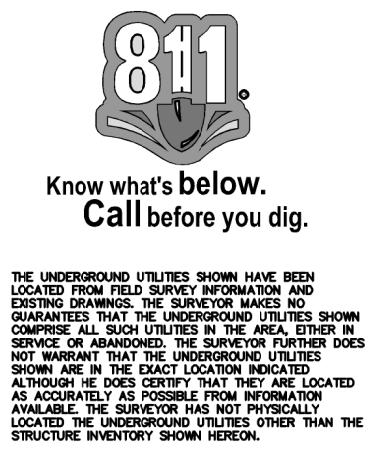 811
Know what's below.
Call before you dig.
THE UNDERGROUND UTILITIES SHOWN HAVE BEEN
LOCATED FROM FIELD SURVEY INFORMATION AND
EXISTING DRAWINGS. THE SURVEYOR MAKES NO
GUARANTEES THAT THE UNDERGROUND UTILITIES SHOWN
COMPRISE ALL SUCH UTILITIES IN THE AREA, EITHER IN
SERVICE OR ABANDONED. THE SURVEYOR FURTHER DOES
NOT WARRANT THAT THE UNDERGROUND UTILITIES
SHOWN ARE IN THE EXACT LOCATION INDICATED
ALTHOUGH HE DOES CERTIFY THAT THEY ARE LOCATED
AS ACCURATELY AS POSSIBLE FROM INFORMATION
AVAILABLE. THE SURVEYOR HAS NOT PHYSICALLY
LOCATED THE UNDERGROUND UTILITIES OTHER THAN THE
STRUCTURE INVENTORY SHOWN HEREON.